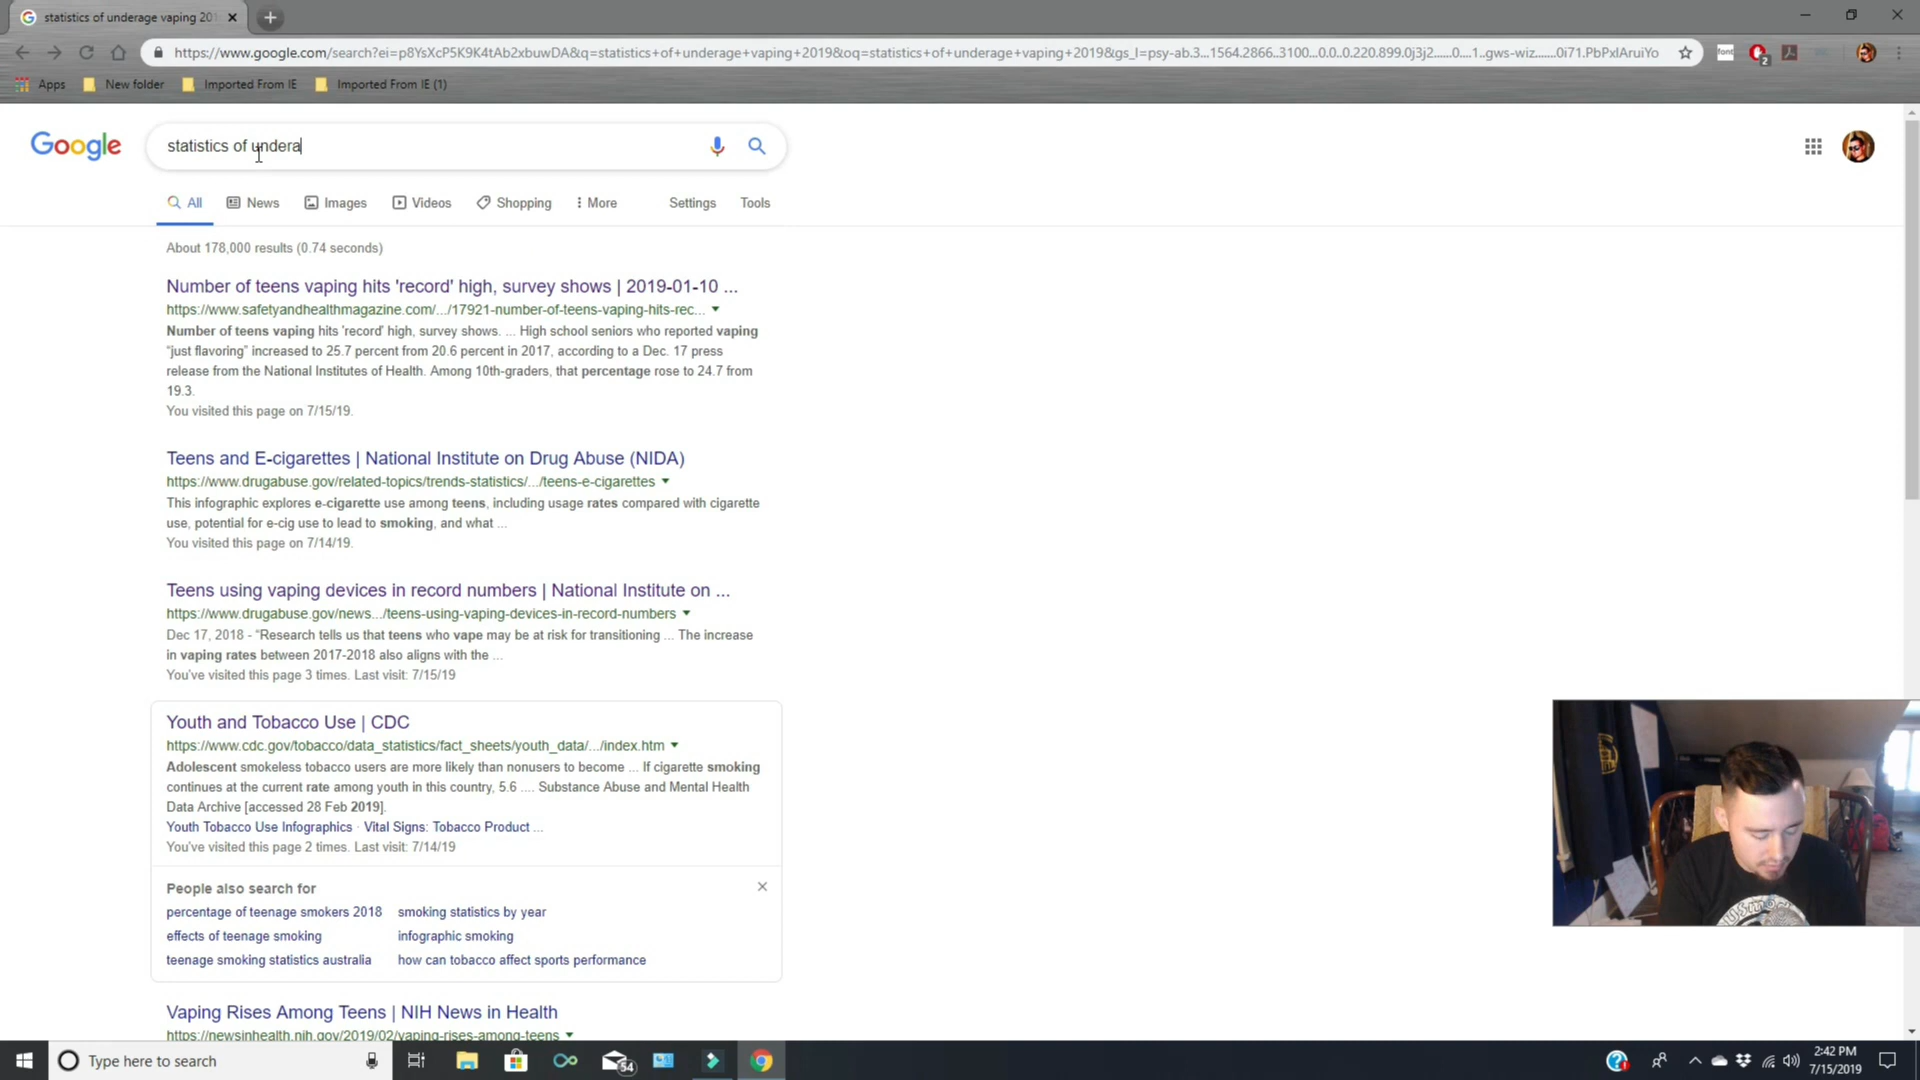 statistics of underage vaping 20
https://www.google.com/search?ei=p8YsXcP5K9K4tAb2xbuwDA&q=statistics+of+underage+vaping+2019&oq=statistics+of+underage+vaping+2019&gs_l=psy-ab.3...1564.2866..3100...0.0..0.220.899.0j3j2......0....1..gws-wiz.......0i71.PbPxIAruiYo
2
Apps New folder Imported From IE Imported From IE (1)
Google statistics of undera
All News Images Videos Shopping More Settings Tools
About 178,000 results (0.74 seconds)
Number of teens vaping hits 'record' high, survey shows | 2019-01-10 ...
https://www.safetyandhealthmagazine.com/.../17921-number-of-teens-vaping-hits-rec...
Number of teens vaping hits 'record' high, survey shows. ... High school seniors who reported vaping
“just flavoring” increased to 25.7 percent from 20.6 percent in 2017, according to a Dec. 17 press
release from the National Institutes of Health. Among 10th-graders, that percentage rose to 24.7 from
19.3.
You visited this page on 7/15/19.
Teens and E-cigarettes | National Institute on Drug Abuse (NIDA)
https://www.drugabuse.gov/related-topics/trends-statistics/.../teens-e-cigarettes
This infographic explores e-cigarette use among teens, including usage rates compared with cigarette
use, potential for e-cig use to lead to smoking, and what ...
You visited this page on 7/14/19.
Teens using vaping devices in record numbers | National Institute on ...
https://www.drugabuse.gov/news.../teens-using-vaping-devices-in-record-numbers
Dec 17, 2018 - “Research tells us that teens who vape may be at risk for transitioning ... The increase
in vaping rates between 2017-2018 also aligns with the ...
You've visited this page 3 times. Last visit: 7/15/19
Youth and Tobacco Use | CDC
https://www.cdc.gov/tobacco/data_statistics/fact_sheets/youth_data/.../index.htm
Adolescent smokeless tobacco users are more likely than nonusers to become ... If cigarette smoking
continues at the current rate among youth in this country, 5.6 .... Substance Abuse and Mental Health
Data Archive [accessed 28 Feb 2019].
Youth Tobacco Use Infographics · Vital Signs: Tobacco Product ...
You've visited this page 2 times. Last visit: 7/14/19
People also search for
percentage of teenage smokers 2018 smoking statistics by year
effects of teenage smoking infographic smoking
teenage smoking statistics australia how can tobacco affect sports performance
Vaping Rises Among Teens | NIH News in Health
https://newsinhealth.nih.gov/2019/02/vaping-rises-among-teens
Type here to search
54
2:42 PM
7/15/2019